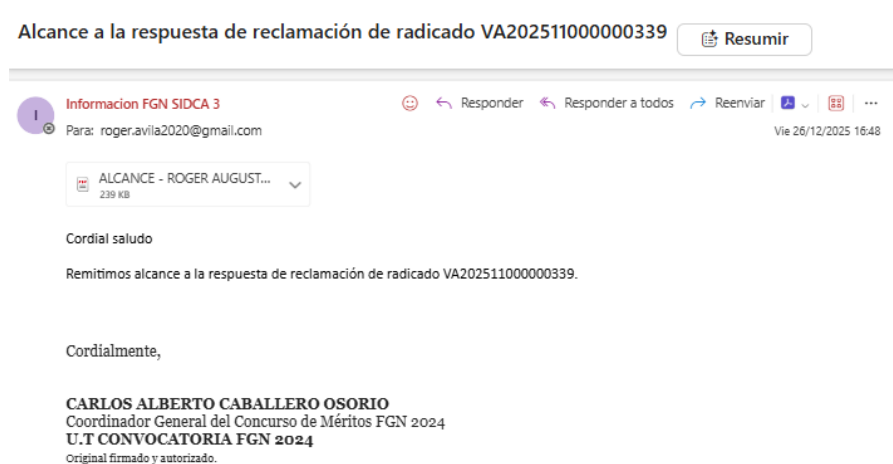 Alcance a la respuesta de reclamación de radicado VA202511000000339 Resumir
I
Informacion FGN SIDCA 3 Responder Responder a todos Reenviar
Para: roger.avila2020@gmail.com Vie 26/12/2025 16:48
ALCANCE - ROGER AUGUST...
239 KB
Cordial saludo
Remitimos alcance a la respuesta de reclamación de radicado VA202511000000339.
Cordialmente,
CARLOS ALBERTO CABALLERO OSORIO
Coordinador General del Concurso de Méritos FGN 2024
U.T CONVOCATORIA FGN 2024
Original firmado y autorizado.